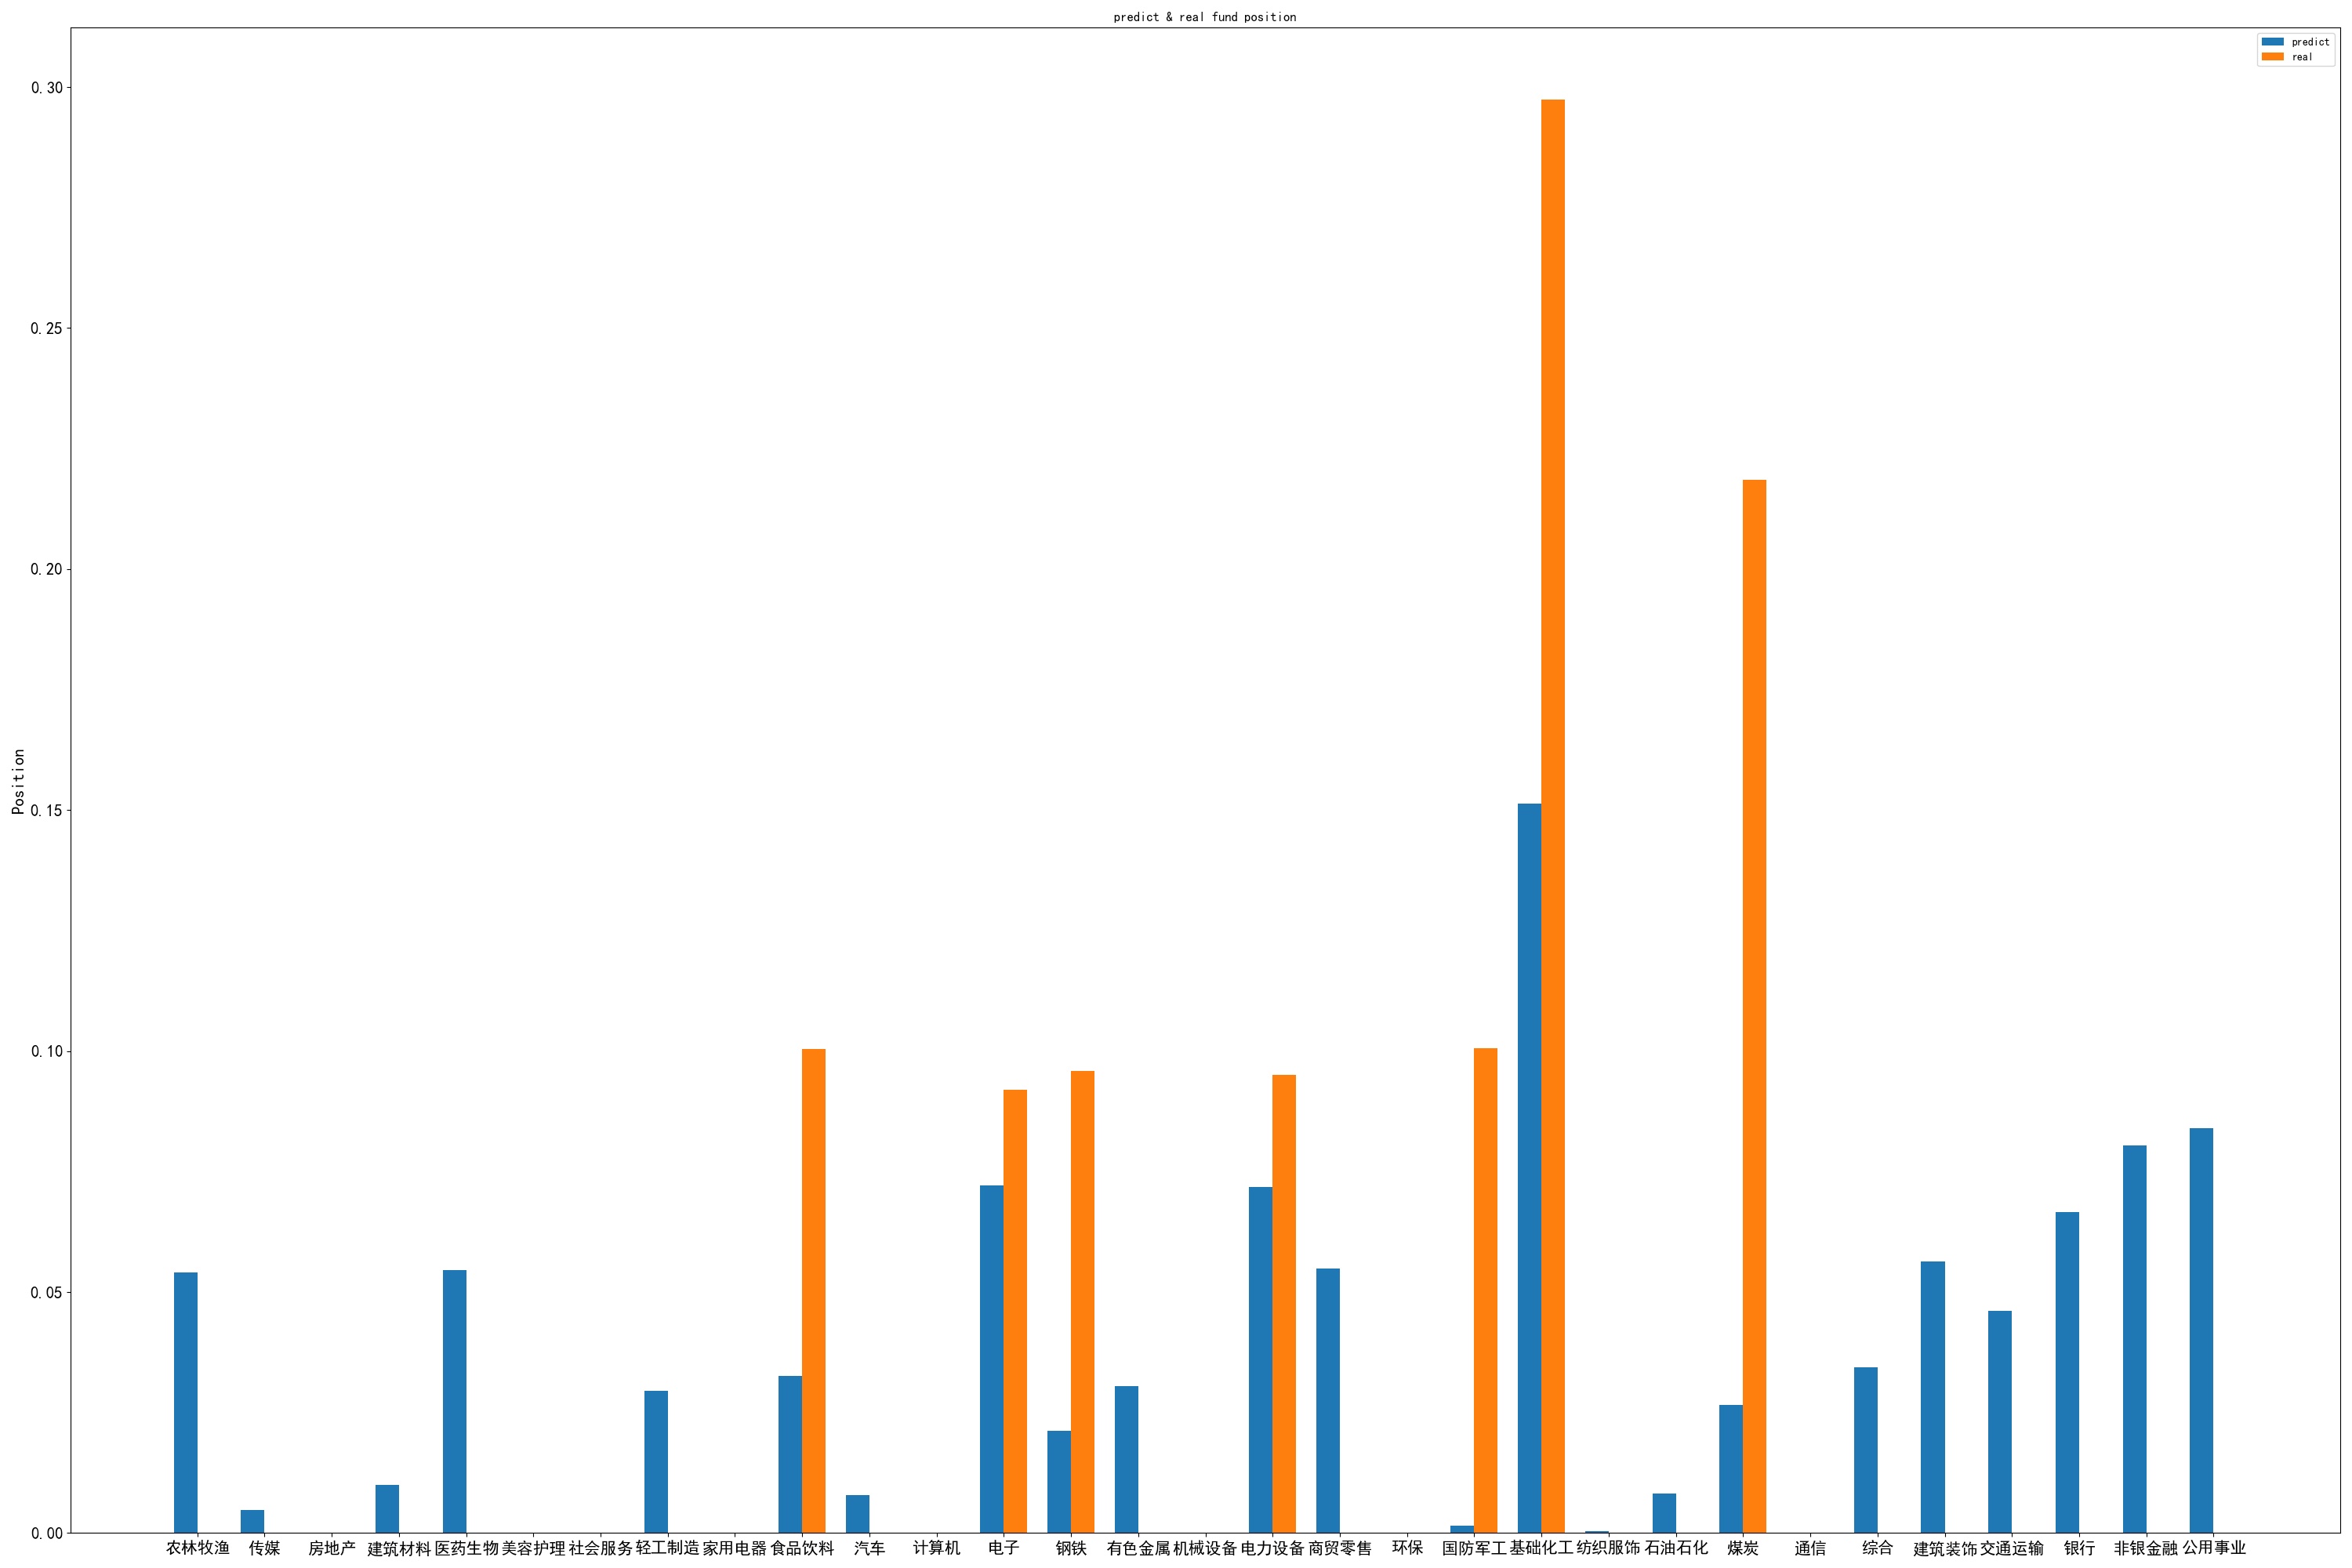 predict & real fund position
predict
real
0.30
0.25
0.20
0.15
0.10
0.05
0.00
Position
农林牧渔 传媒 房地产 建筑材料 医药生物 美容护理 社会服务 轻工制造 家用电器 食品饮料 汽车 计算机 电子 钢铁 有色金属 机械设备 电力设备 商贸零售 环保 国防军工 基础化工 纺织服饰 石油石化 煤炭 通信 综合 建筑装饰 交通运输 银行 非银金融 公用事业